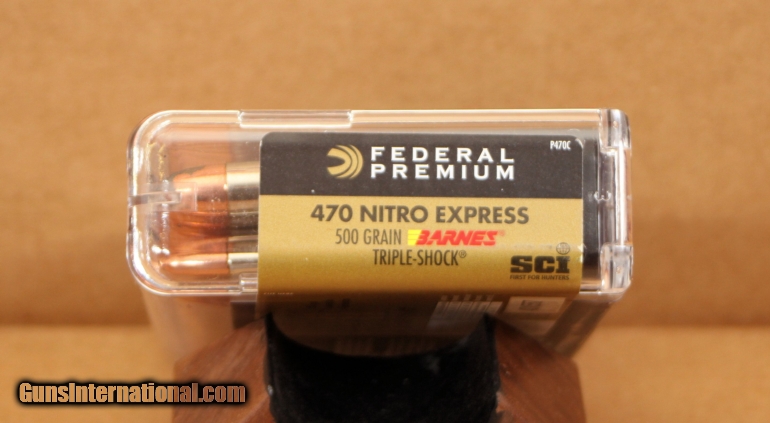 P470C
FEDERAL
PREMIUM
470 NITRO EXPRESS
500 GRAIN BARNES®
TRIPLE-SHOCK®
SCI
FIRST FOR HUNTERS
GunsInternational.com